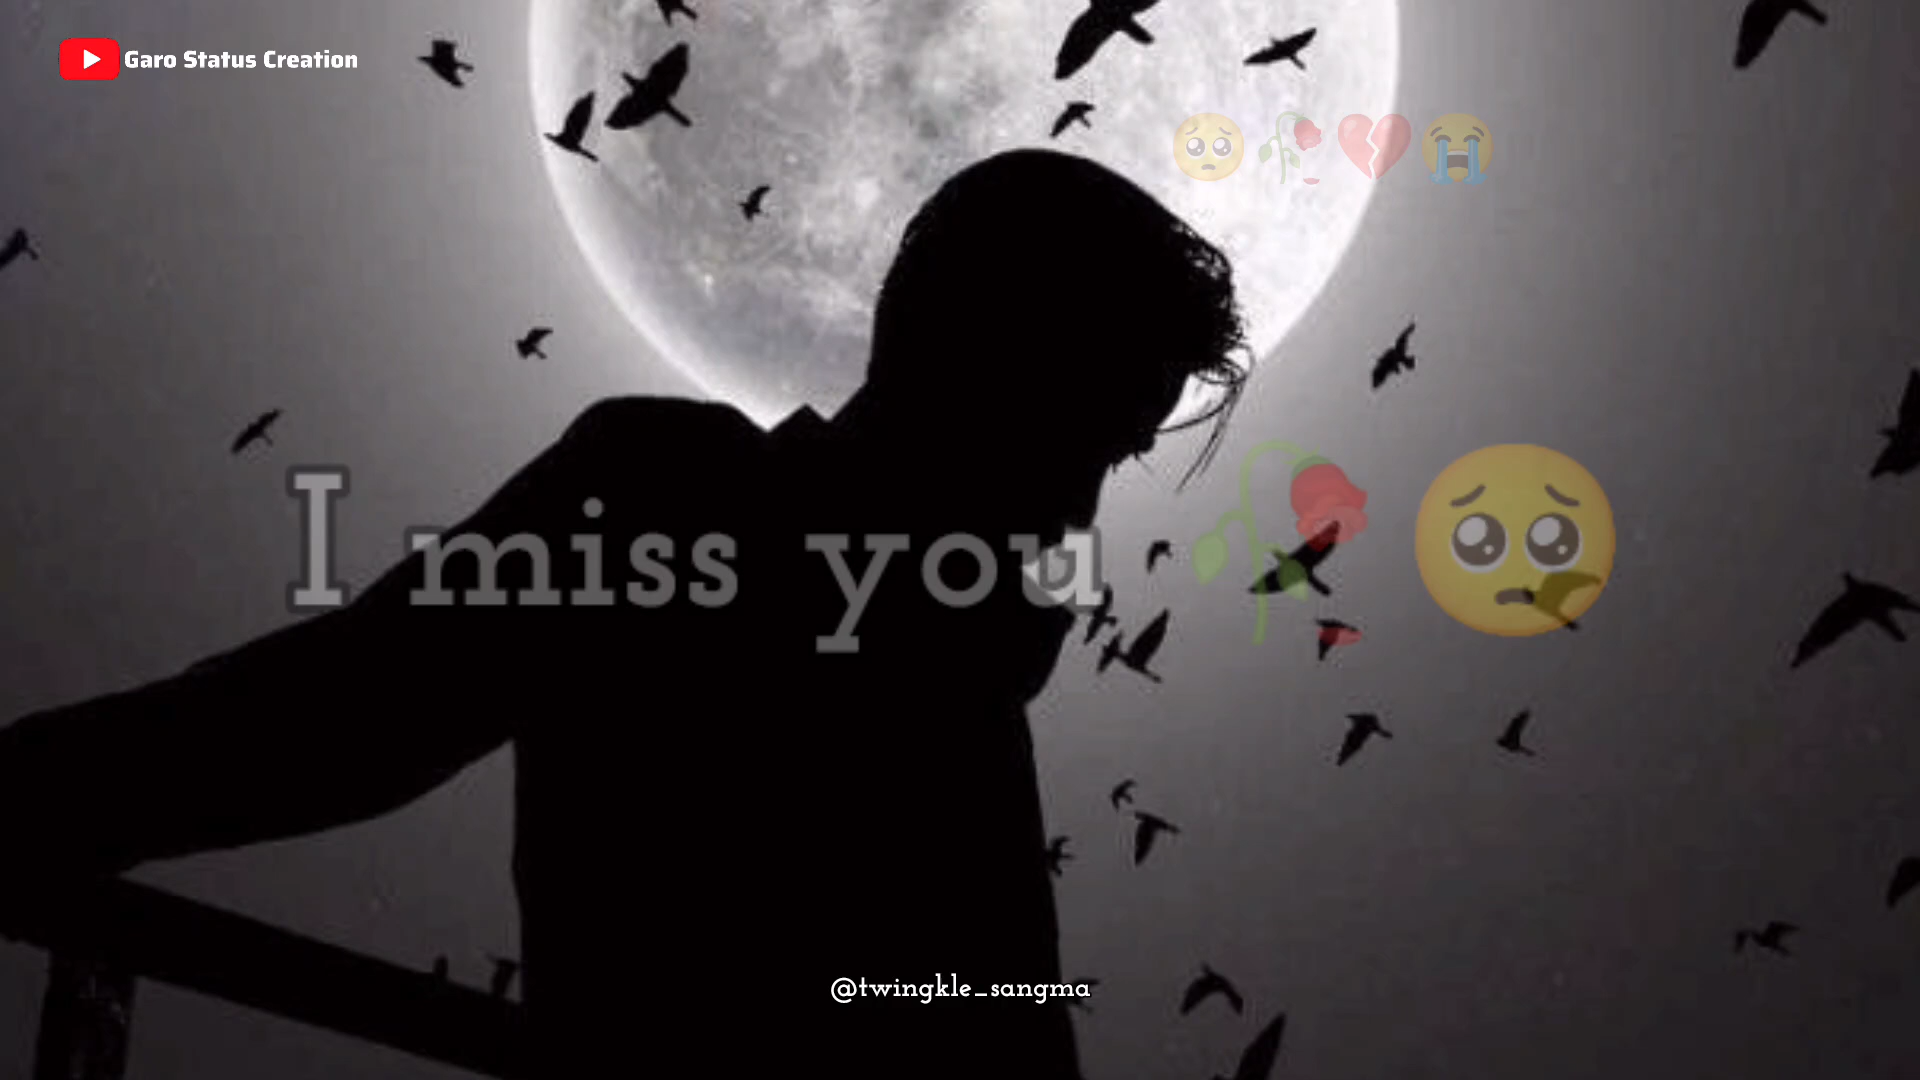 Garo Status Creation
🥺🥀💔😭
I miss you 🥀 🥺
@twingkle_sangma